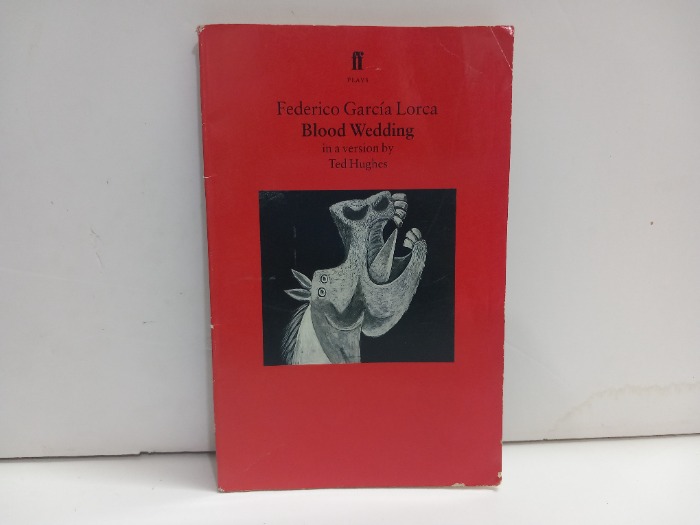 ff
PLAYS
Federico García Lorca
Blood Wedding
in a version by
Ted Hughes